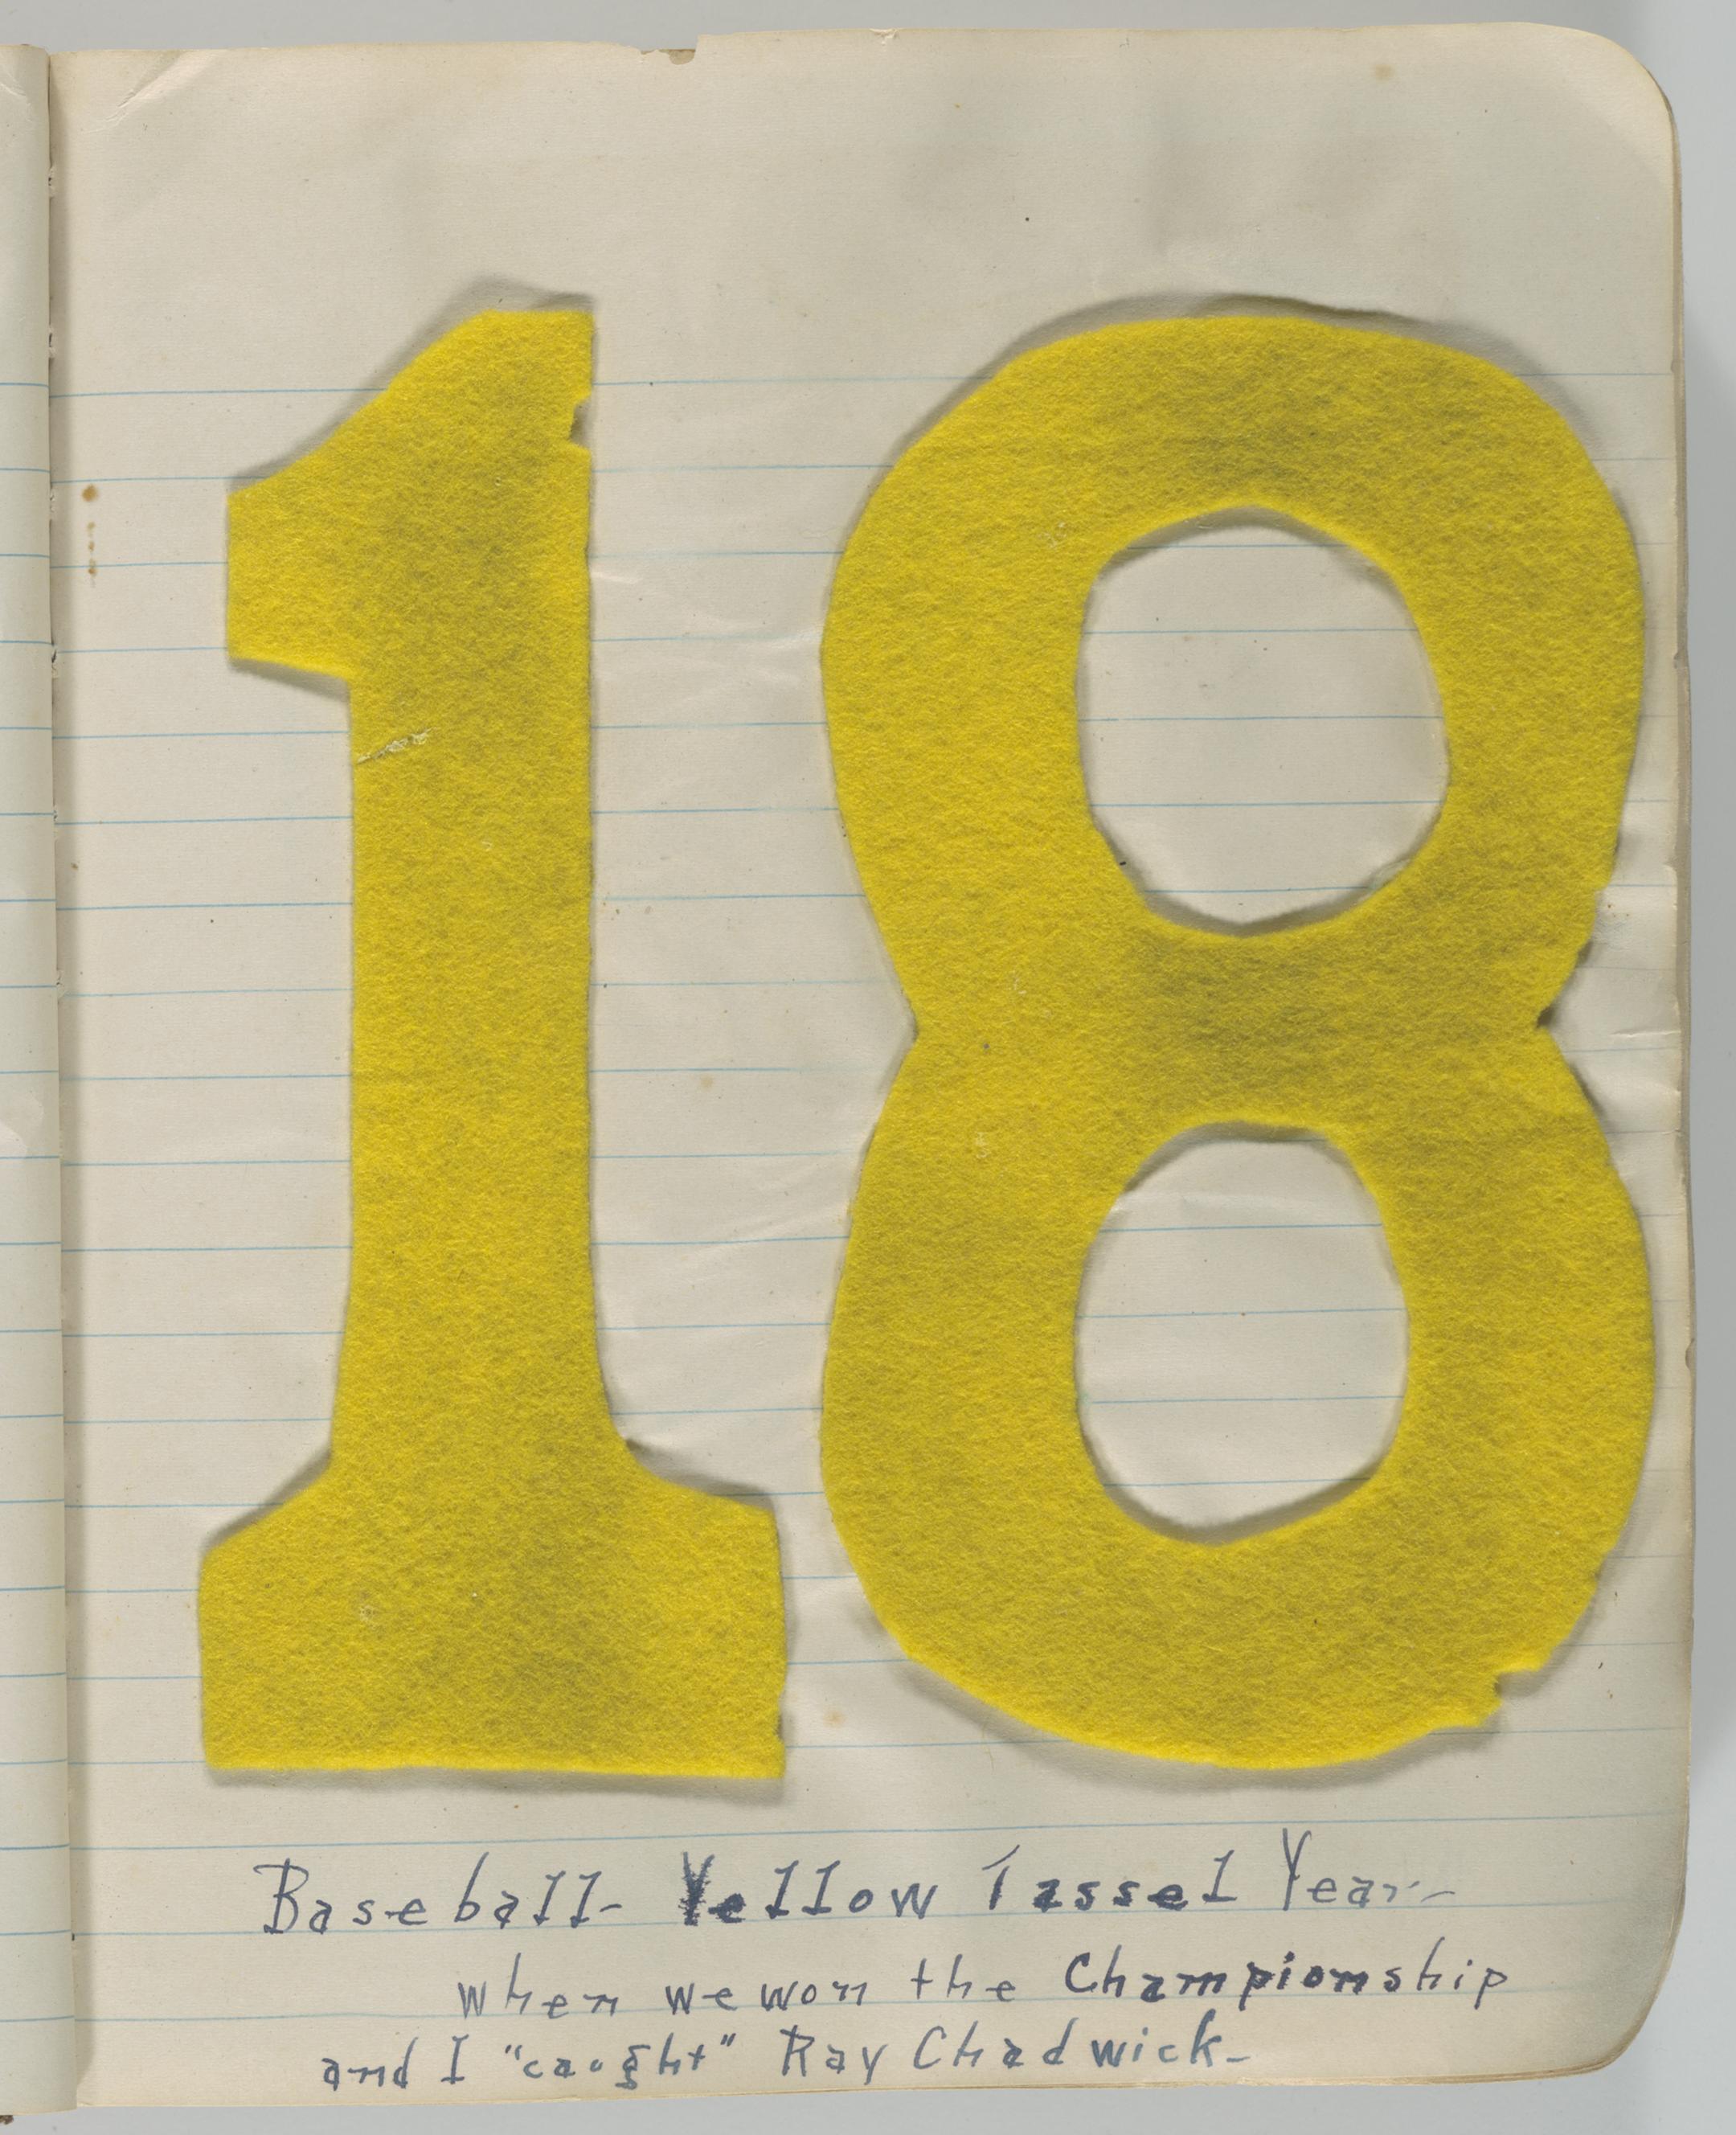 18
Baseball- Yellow Tassel Year-
when we won the Championship
and I "caught" Ray Chadwick-